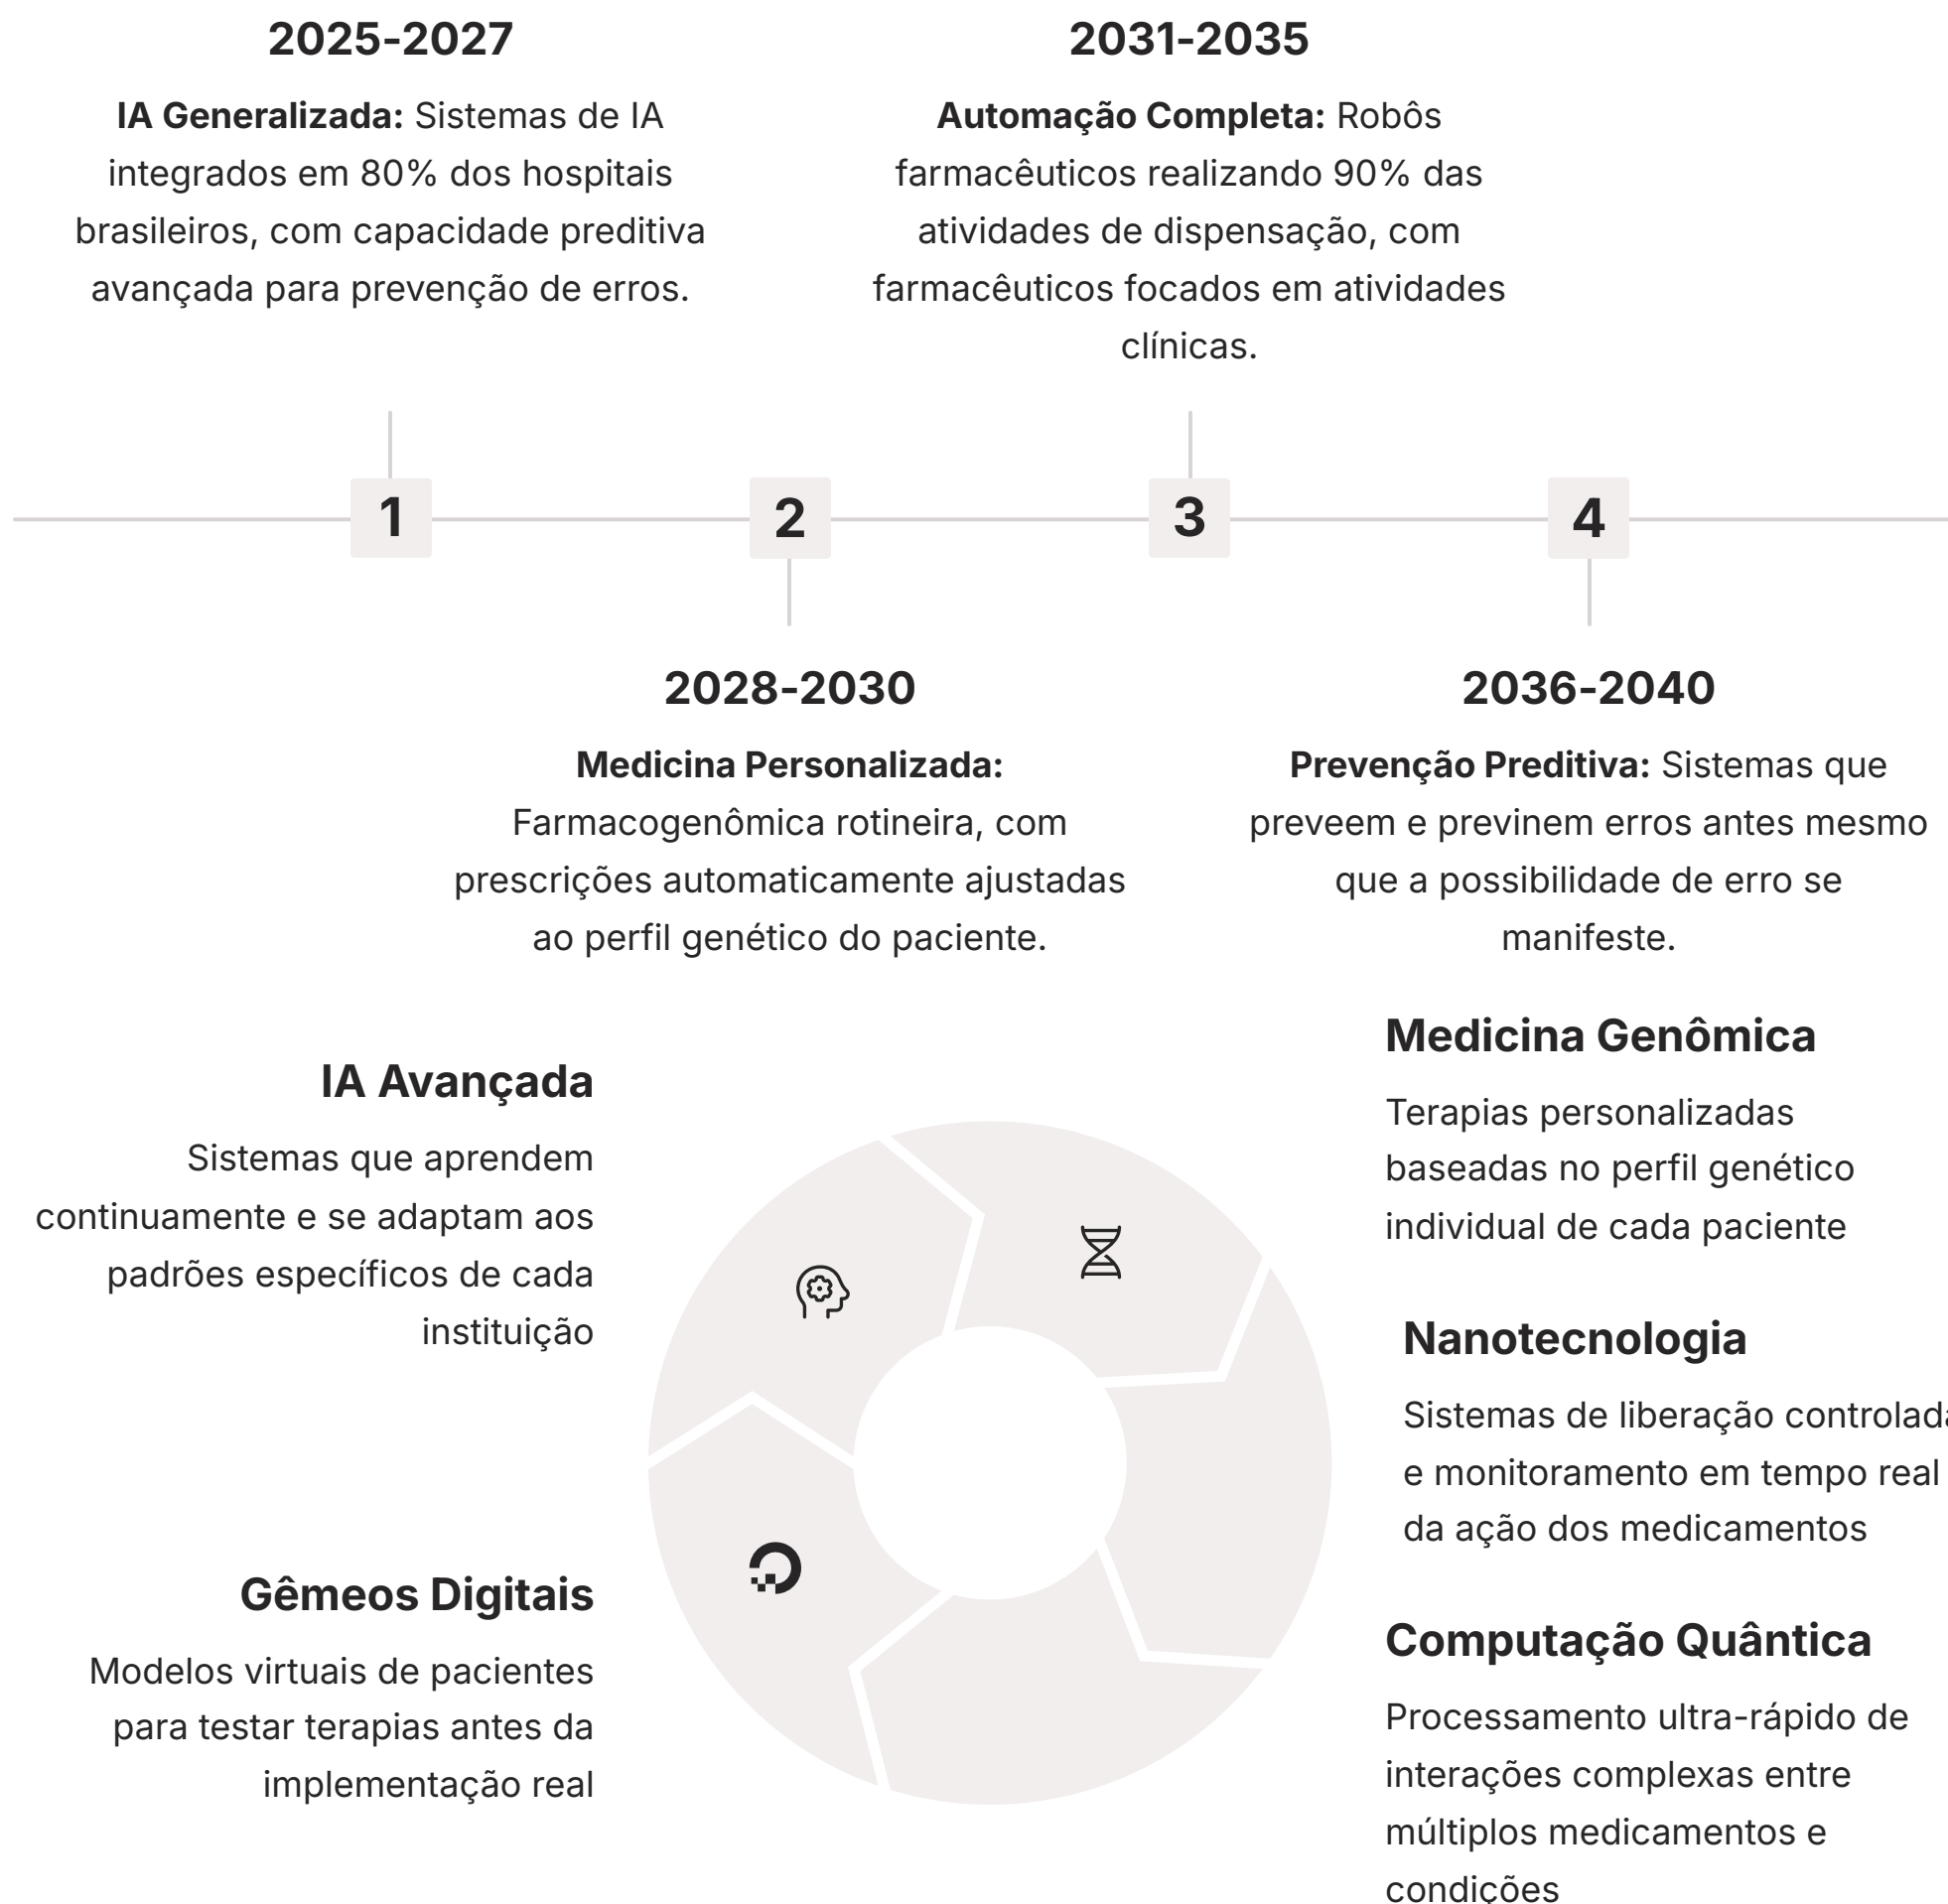 2025-2027
IA Generalizada: Sistemas de IA
integrados em 80% dos hospitais
brasileiros, com capacidade preditiva
avançada para prevenção de erros.
2031-2035
Automação Completa: Robôs
farmacêuticos realizando 90% das
atividades de dispensação, com
farmacêuticos focados em atividades
clínicas.
1
2
3
4
2028-2030
Medicina Personalizada:
Farmacogenômica rotineira, com
prescrições automaticamente ajustadas
ao perfil genético do paciente.
2036-2040
Prevenção Preditiva: Sistemas que
preveem e previnem erros antes mesmo
que a possibilidade de erro se
manifeste.
IA Avançada
Sistemas que aprendem
continuamente e se adaptam aos
padrões específicos de cada
instituição
Medicina Genômica
Terapias personalizadas
baseadas no perfil genético
individual de cada paciente
Nanotecnologia
Sistemas de liberação controlada
e monitoramento em tempo real
da ação dos medicamentos
Gêmeos Digitais
Modelos virtuais de pacientes
para testar terapias antes da
implementação real
Computação Quântica
Processamento ultra-rápido de
interações complexas entre
múltiplos medicamentos e
condições